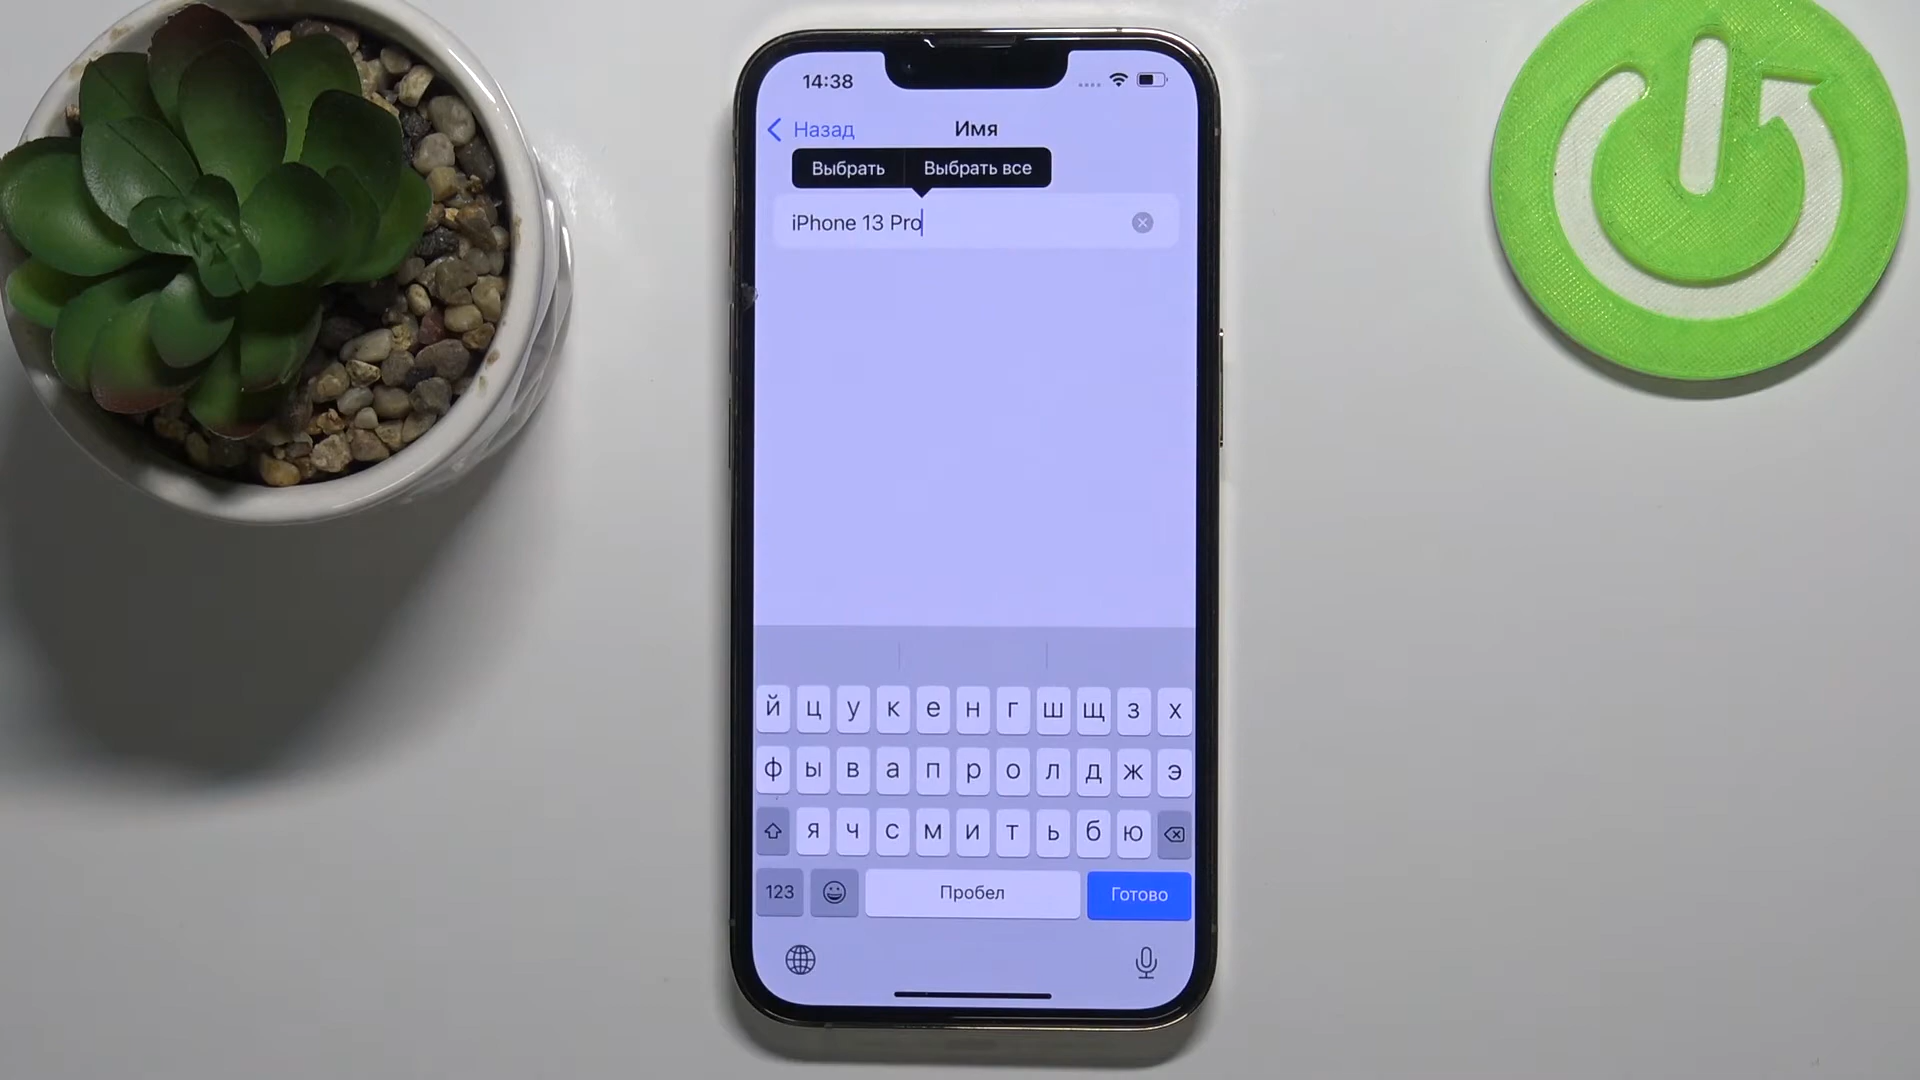 14:38
Назад Имя
Выбрать Выбрать все
iPhone 13 Pro
й ц у к е н г ш щ з х
ф ы в а п р о л д ж э
я ч с м и т ь б ю
123 Пробел Готово